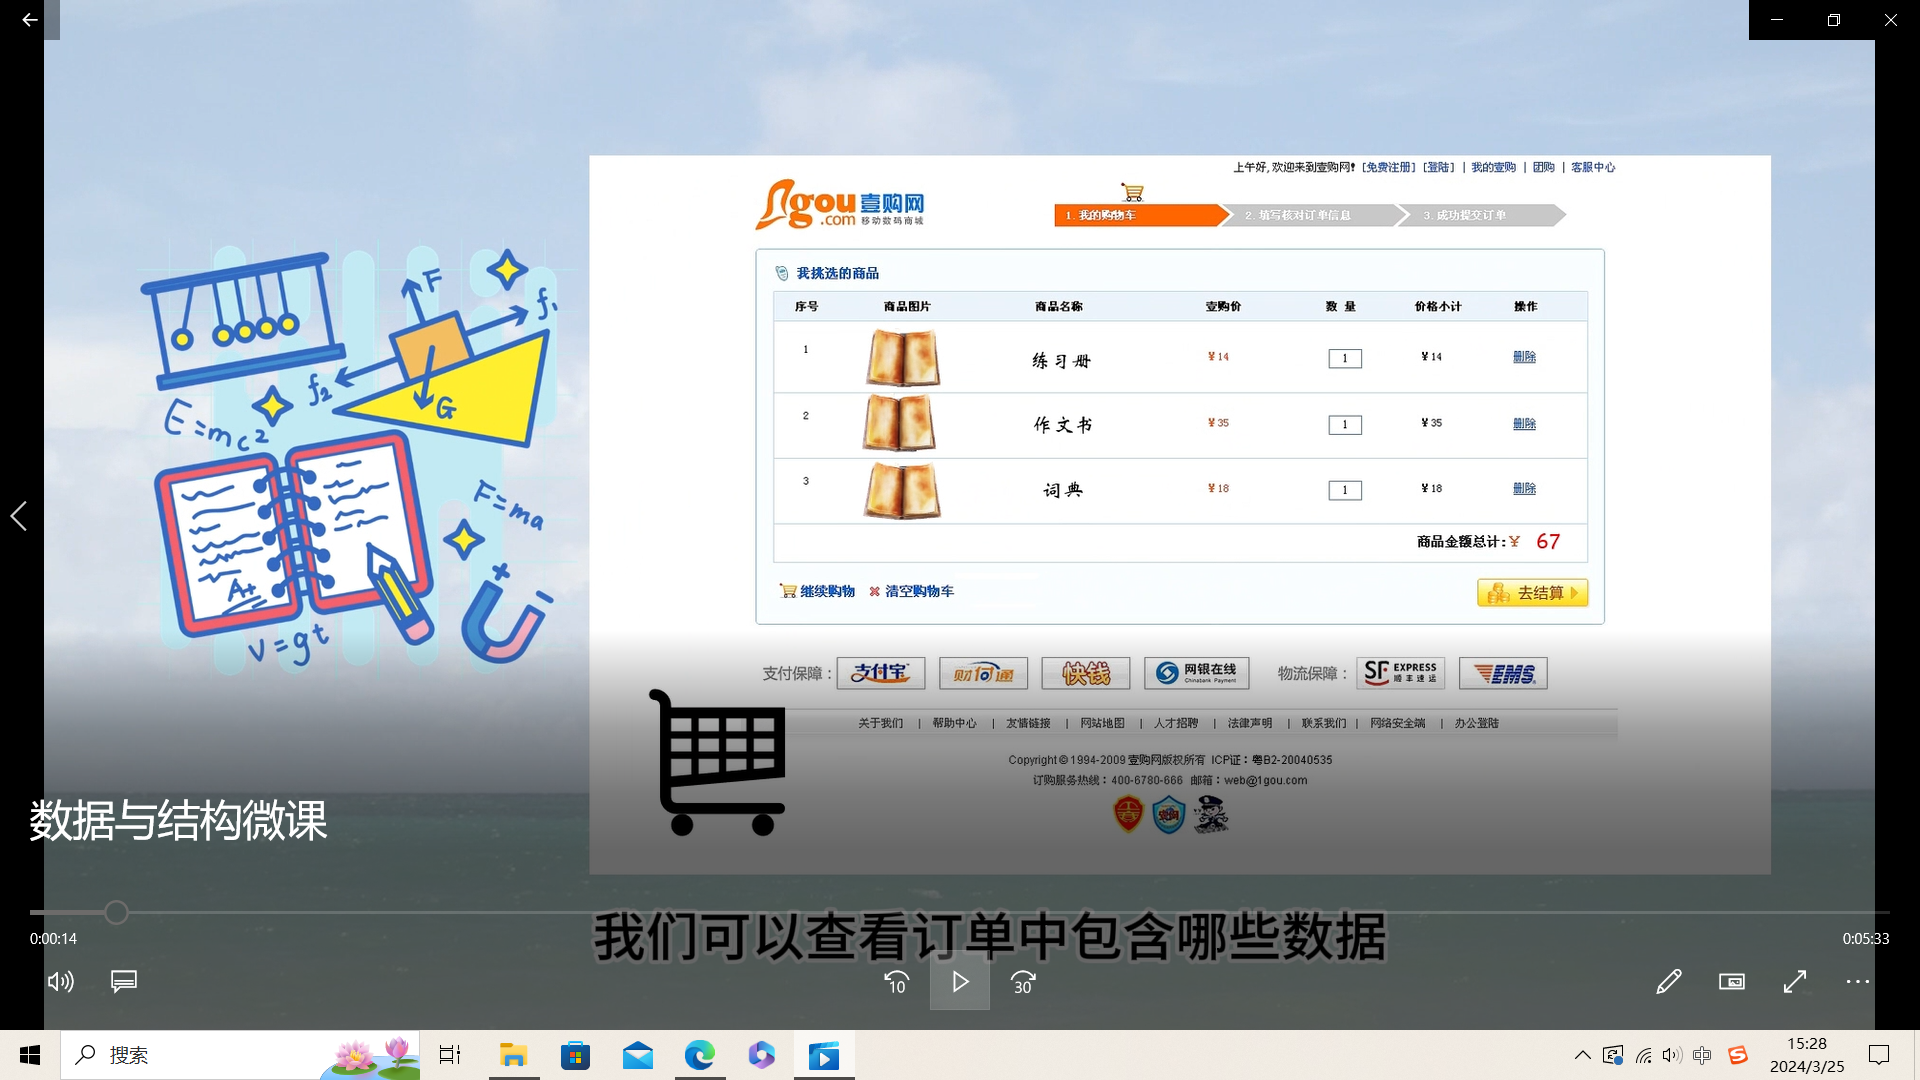 上午好,欢迎来到壹购网! [免费注册] [登陆] | 我的壹购 | 团购 | 客服中心
1gou.com 壹购网
移动数码商城
1. 我的购物车 2. 填写核对订单信息 3. 成功提交订单
我挑选的商品
序号 商品图片 商品名称 壹购价 数 量 价格小计 操作
1 练习册 ¥14 1 ¥14 删除
2 作文书 ¥35 1 ¥35 删除
3 词典 ¥18 1 ¥18 删除
商品金额总计:¥ 67
继续购物 清空购物车 去结算
支付保障: 支付宝 财付通 快钱 网银在线 Chinabank Payment 物流保障: SF EXPRESS 顺丰速运 EMS
关于我们 | 帮助中心 | 友情链接 | 网站地图 | 人才招聘 | 法律声明 | 联系我们 | 网络安全端 | 办公登陆
Copyright © 1994-2009 壹购网版权所有 ICP证:粤B2-20040535
订购服务热线:400-6780-666 邮箱:web@1gou.com
F
f₁
f₂
G
E=mc²
F=ma
A+
v=gt
数据与结构微课
我们可以查看订单中包含哪些数据
0:00:14
0:05:33
10
30
搜索
中
15:28
2024/3/25